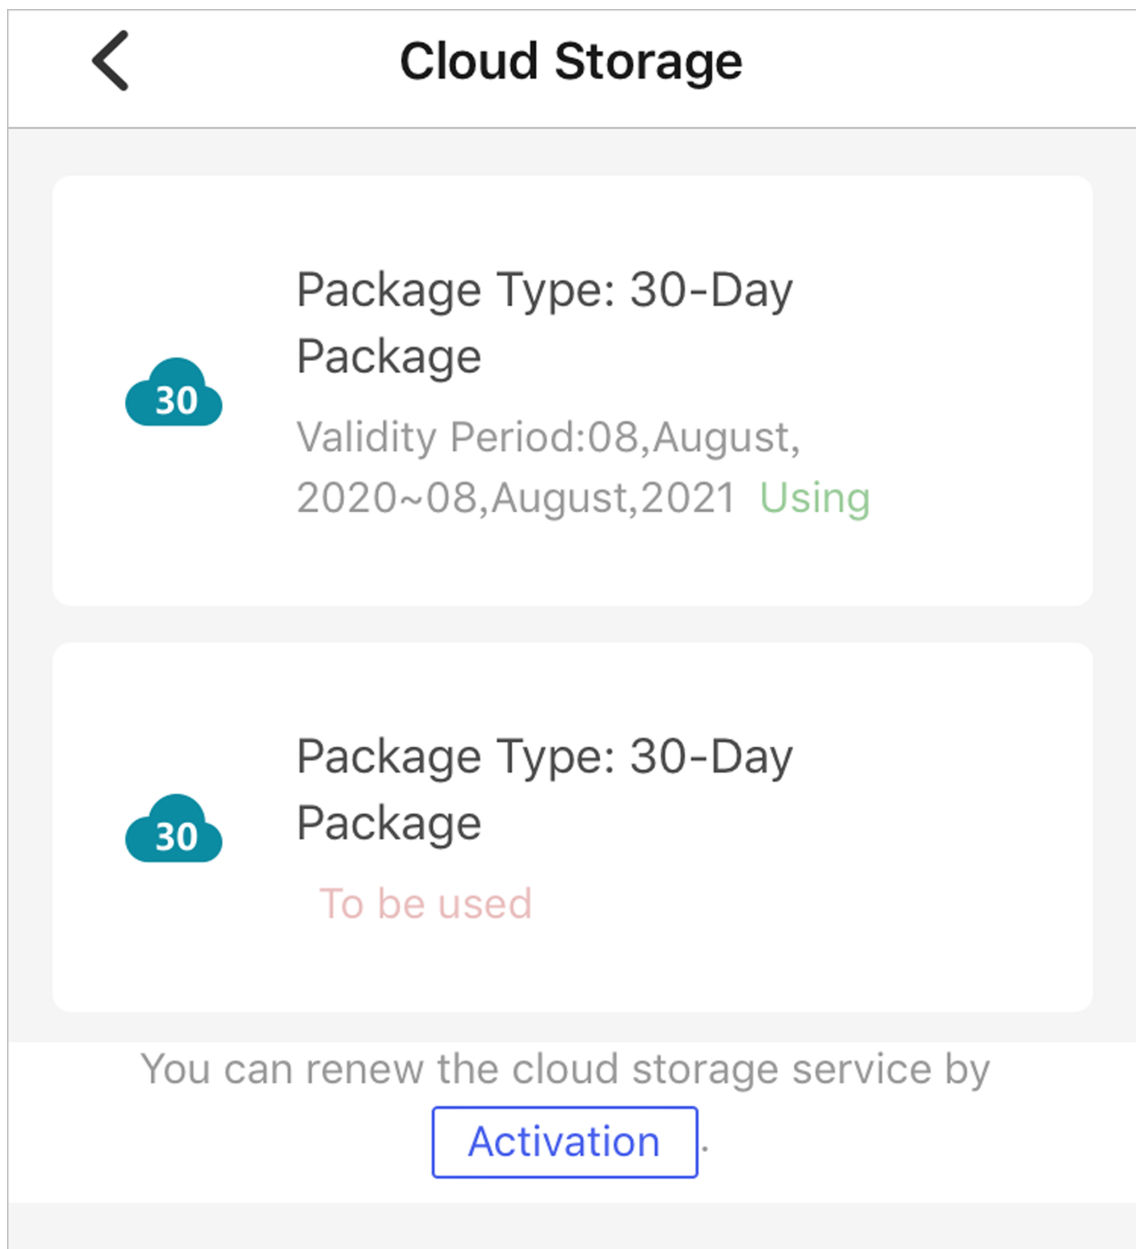 Cloud Storage
Package Type: 30-Day
Package
30
Validity Period:08,August,
2020~08,August,2021 Using
Package Type: 30-Day
Package
30
To be used
You can renew the cloud storage service by
Activation.